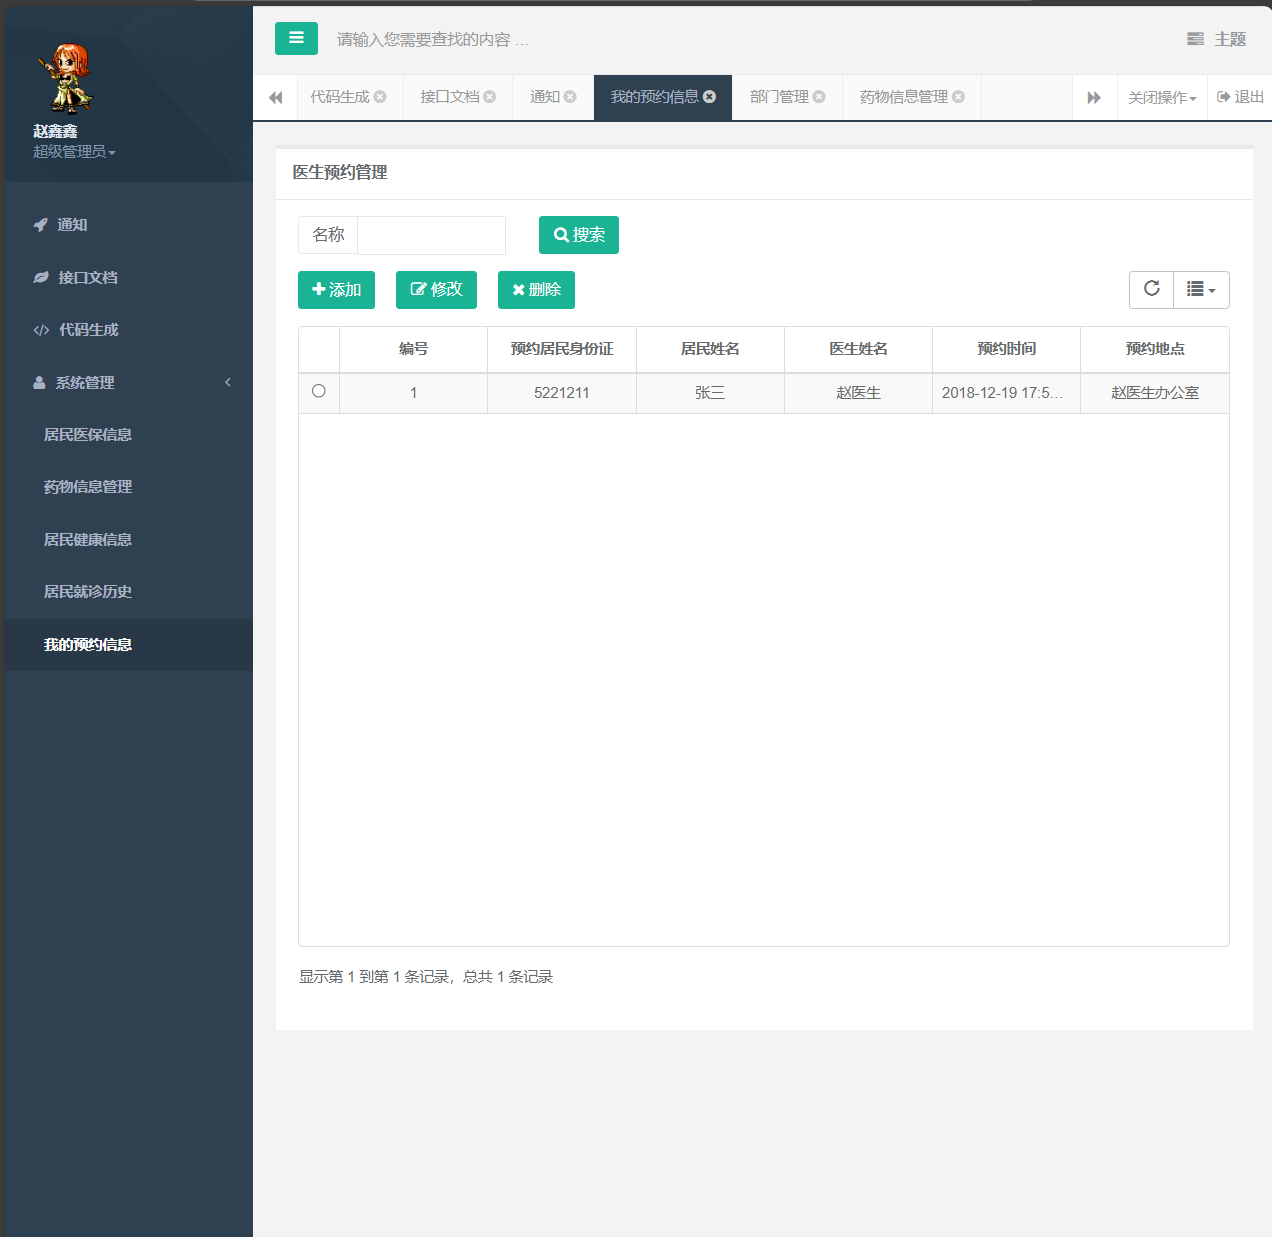 赵鑫鑫
超级管理员
通知
接口文档
代码生成
系统管理
居民医保信息
药物信息管理
居民健康信息
居民就诊历史
我的预约信息
请输入您需要查找的内容 …
主题
代码生成 接口文档 通知 我的预约信息 部门管理 药物信息管理 关闭操作 退出
医生预约管理
名称 搜索
添加 修改 删除
编号 预约居民身份证 居民姓名 医生姓名 预约时间 预约地点
1 5221211 张三 赵医生 2018-12-19 17:5... 赵医生办公室
显示第 1 到第 1 条记录，总共 1 条记录